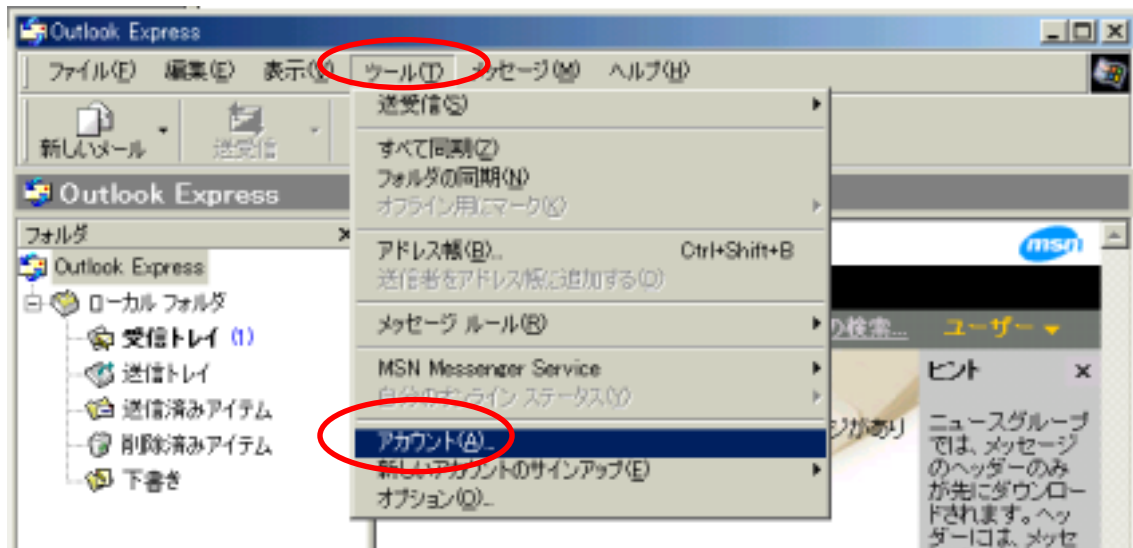 Outlook Express
ファイル(F) 編集(E) 表示(V) ツール(T) メッセージ(M) ヘルプ(H)
新しいメール 送受信
Outlook Express
フォルダ ×
Outlook Express
ローカル フォルダ
受信トレイ (1)
送信トレイ
送信済みアイテム
削除済みアイテム
下書き
送受信(S)
すべて同期(Z)
フォルダの同期(N)
オフライン用にマーク(K)
アドレス帳(B)... Ctrl+Shift+B
送信者をアドレス帳に追加する(D)
メッセージ ルール(R)
MSN Messenger Service
自分のオンライン ステータス(Y)
アカウント(A)...
新しいアカウントのサインアップ(E)
オプション(O)...
msn
の検索... ユーザー
ジがあり
ヒント ×
ニュースグループ
では、メッセージ
のヘッダーのみ
が先にダウンロー
ドされます。ヘッ
ダーには、メッセ